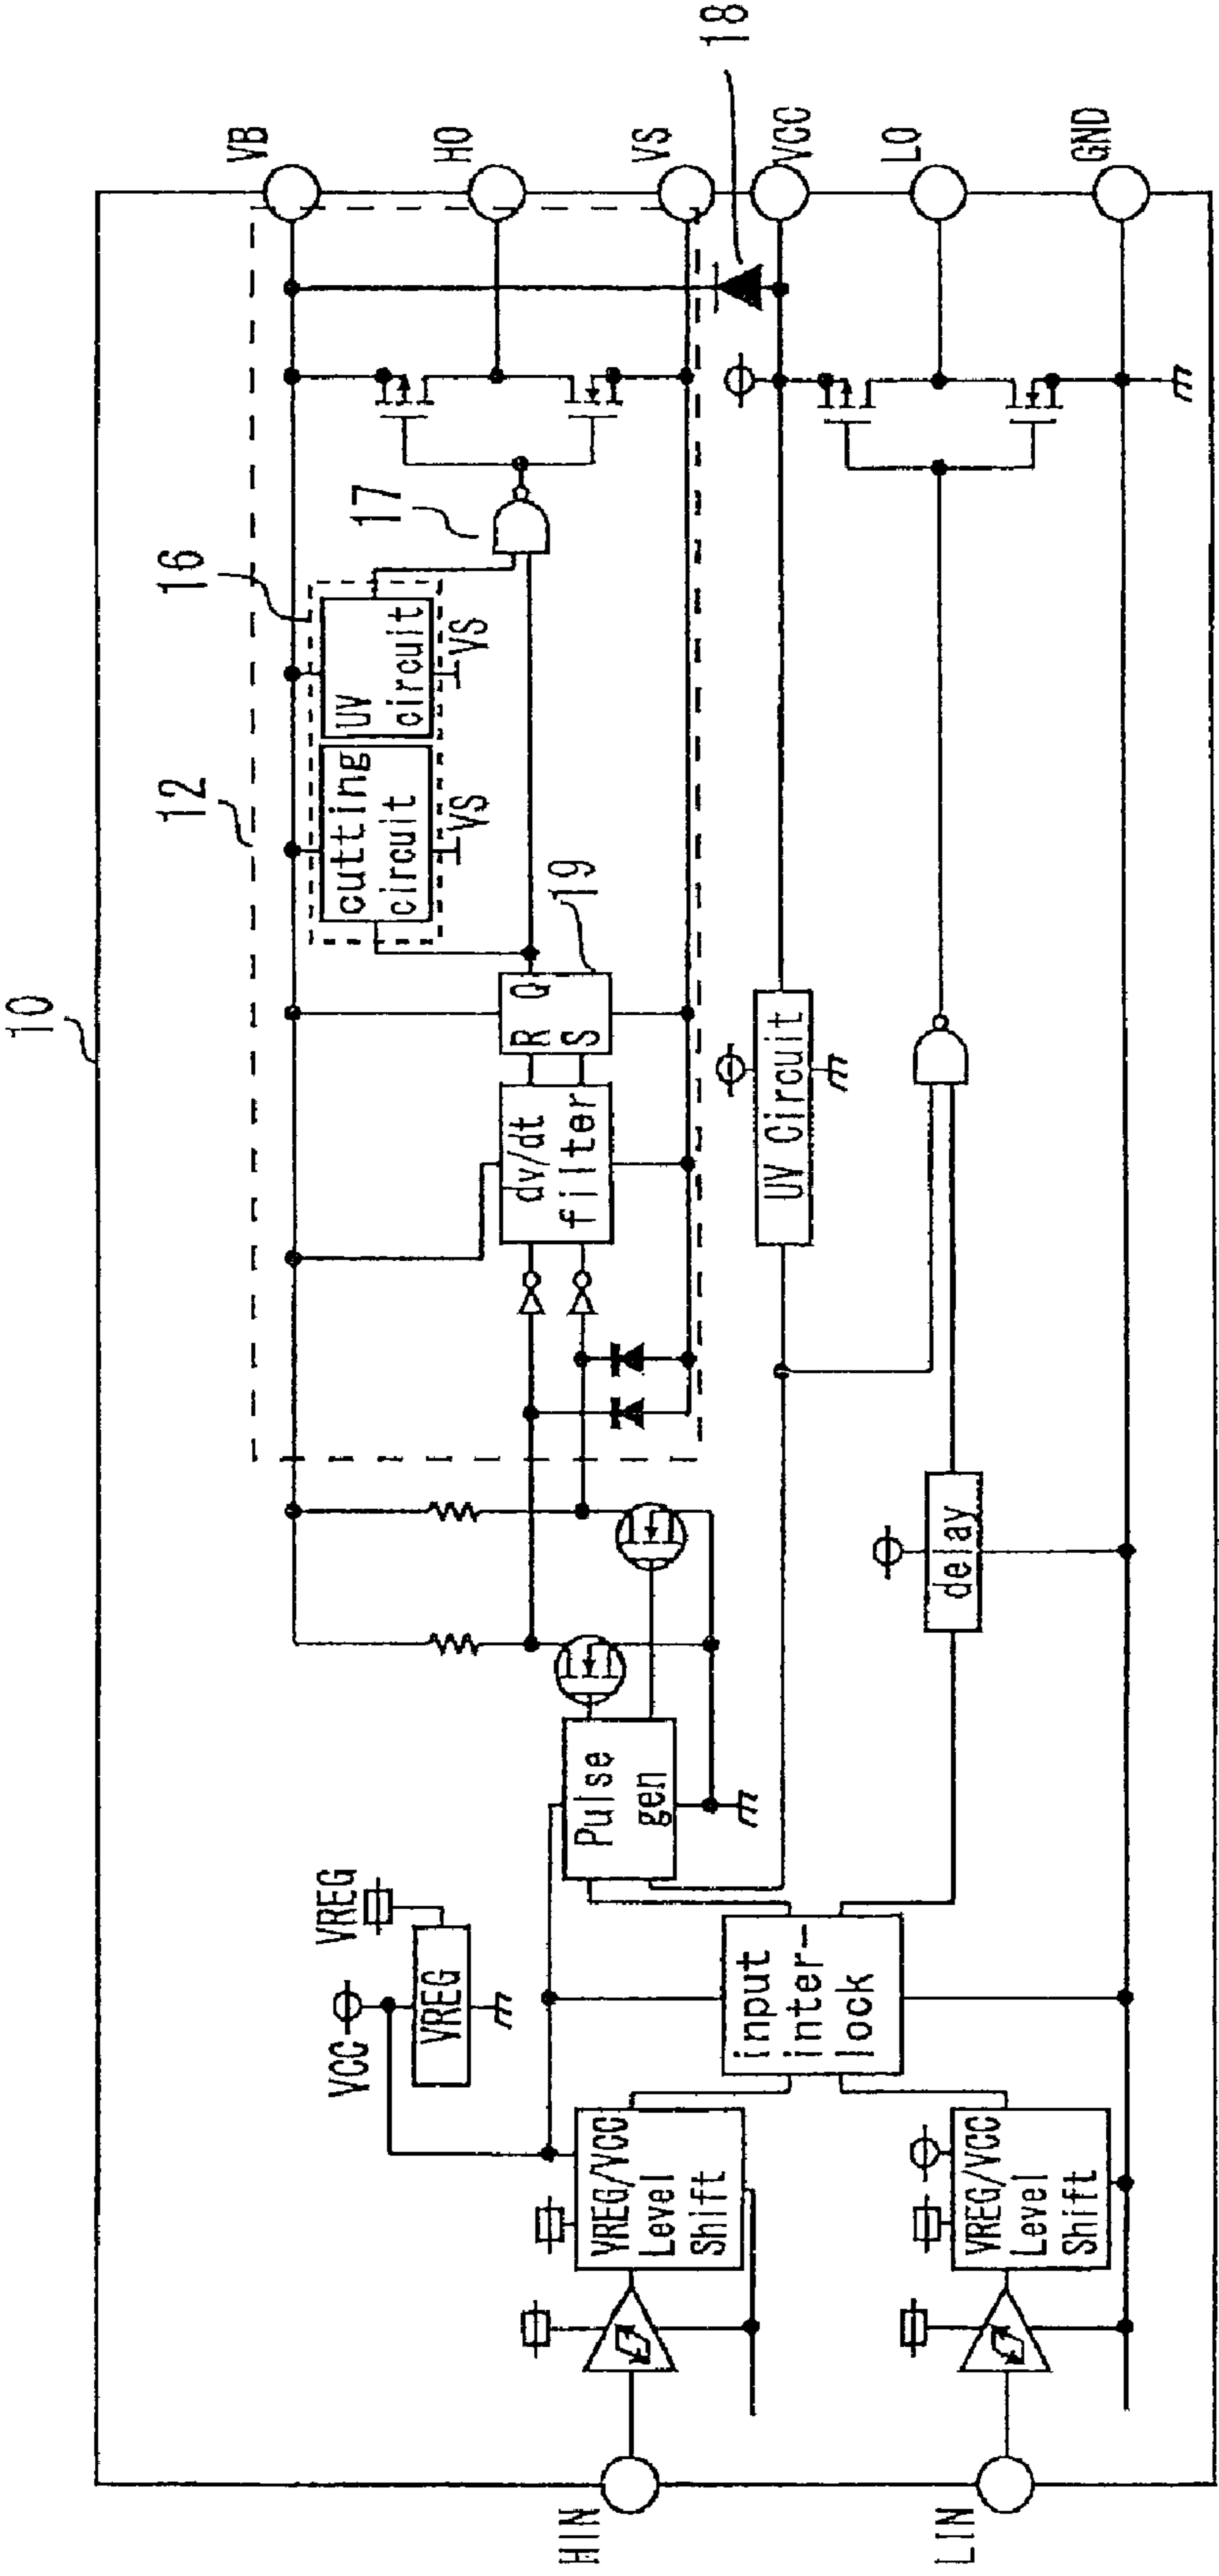 10
VB
HO
VS
18
VCC
LO
GND
12
16
17
cutting
circuit
UV
circuit
VS
VS
19
R
S
Q
dv/dt
filter
UV Circuit
delay
Pulse
gen
VREG
VCC
VREG
input
inter-
lock
VREG/VCC
Level
Shift
VREG/VCC
Level
Shift
HIN
LIN